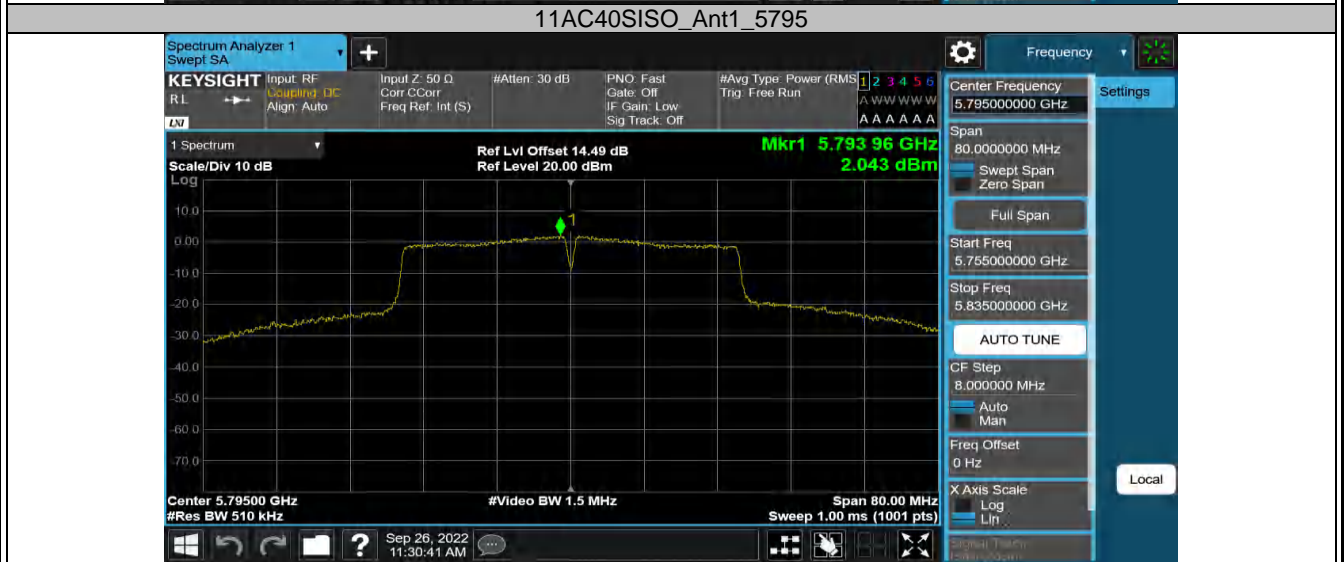 11AC40SISO_Ant1_5795
Spectrum Analyzer 1
Swept SA
+
Frequency
KEYSIGHT
RL
LXI
Input: RF
Coupling: DC
Align: Auto
Input Z: 50 Ω
Corr CCorr
Freq Ref: Int (S)
#Atten: 30 dB
PNO: Fast
Gate: Off
IF Gain: Low
Sig Track: Off
#Avg Type: Power (RMS
Trig: Free Run
1 2 3 4 5 6
A W W W W W
A A A A A A
Center Frequency
5.795000000 GHz
Settings
1 Spectrum
Scale/Div 10 dB
Log
Ref Lvl Offset 14.49 dB
Ref Level 20.00 dBm
Mkr1 5.793 96 GHz
2.043 dBm
Span
80.0000000 MHz
Swept Span
Zero Span
Full Span
Start Freq
5.755000000 GHz
Stop Freq
5.835000000 GHz
AUTO TUNE
CF Step
8.000000 MHz
Auto
Man
Freq Offset
0 Hz
X Axis Scale
Log
Lin
Local
10.0
0.00
-10.0
-20.0
-30.0
-40.0
-50.0
-60.0
-70.0
1
Center 5.79500 GHz
#Res BW 510 kHz
#Video BW 1.5 MHz
Span 80.00 MHz
Sweep 1.00 ms (1001 pts)
?
Sep 26, 2022
11:30:41 AM